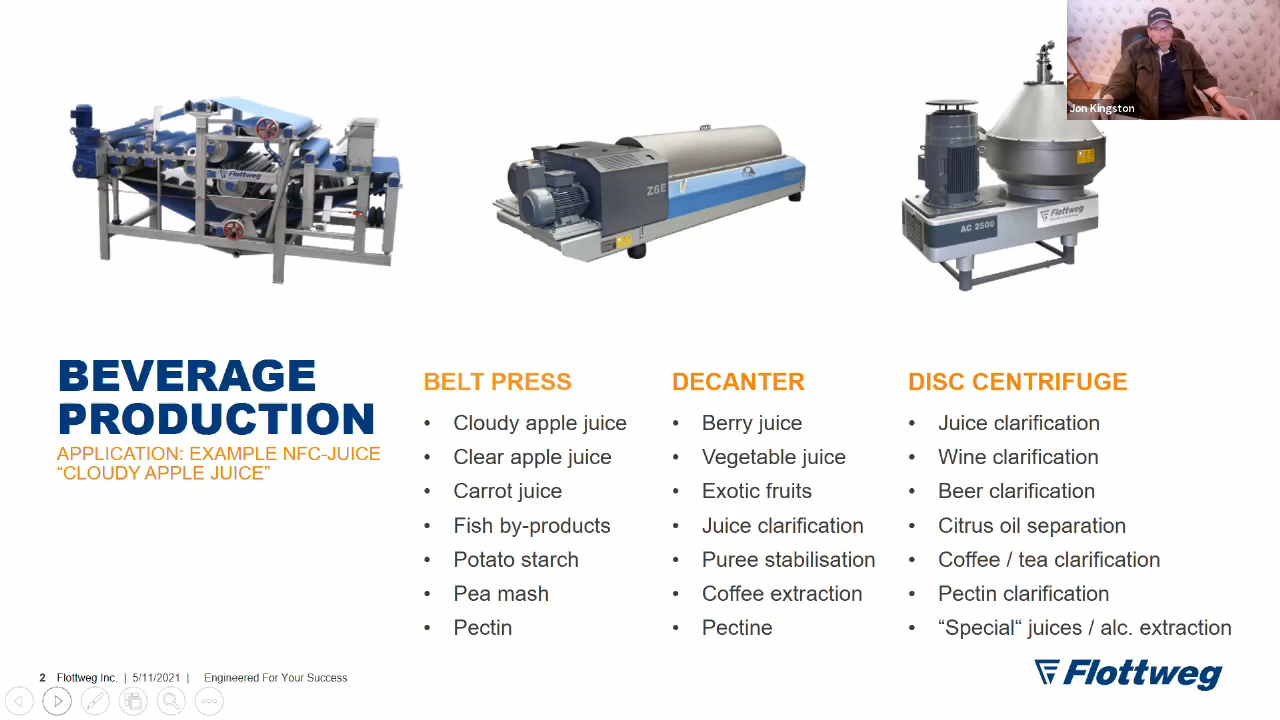 Jon Kingston
Flottweg
Z6E
Flottweg
AC 2500
BEVERAGE
PRODUCTION
APPLICATION: EXAMPLE NFC-JUICE
“CLOUDY APPLE JUICE”
BELT PRESS
• Cloudy apple juice
• Clear apple juice
• Carrot juice
• Fish by-products
• Potato starch
• Pea mash
• Pectin
DECANTER
• Berry juice
• Vegetable juice
• Exotic fruits
• Juice clarification
• Puree stabilisation
• Coffee extraction
• Pectine
DISC CENTRIFUGE
• Juice clarification
• Wine clarification
• Beer clarification
• Citrus oil separation
• Coffee / tea clarification
• Pectin clarification
• “Special“ juices / alc. extraction
2 Flottweg Inc. | 5/11/2021 | Engineered For Your Success
Flottweg